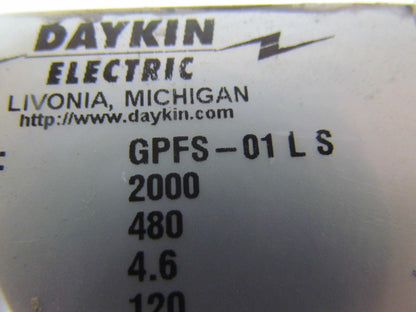 DAYKIN
ELECTRIC
LIVONIA, MICHIGAN
http://www.daykin.com
: GPFS-01 L S
2000
480
4.6
120